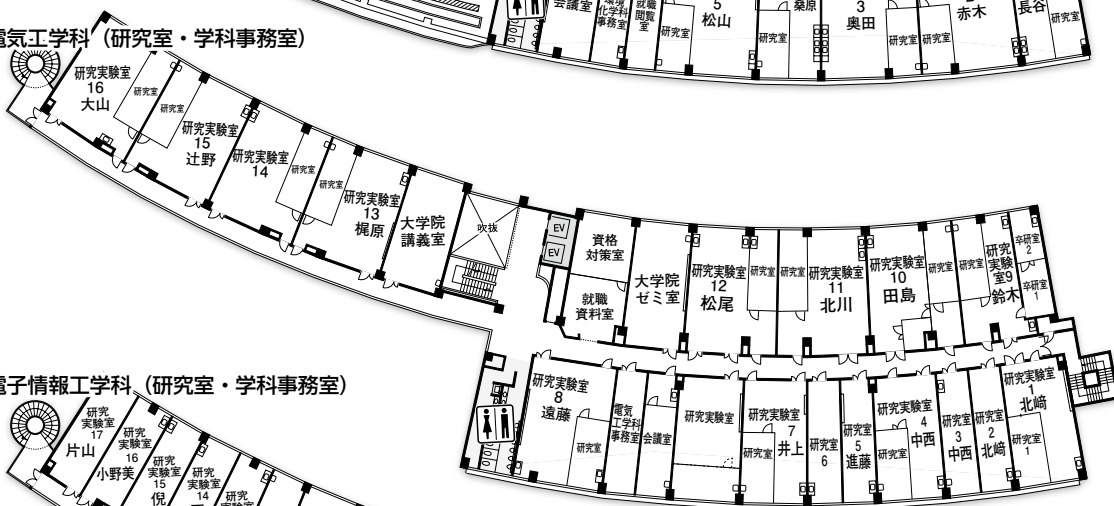 会議室
化学科
事務室
就職
閲覧
室
研究室
5
松山
研究室
桑原
3
奥田
研究室
研究室
赤木
長谷
研究室
電気工学科（研究室・学科事務室）
研究実験室
16
大山
研究室
研究室
研究実験室
15
辻野
研究実験室
14
研究室
研究室
研究実験室
13
梶原
大学院
講義室
吹抜
EV
EV
資格
対策室
就職
資料室
大学院
ゼミ室
研究実験室
12
松尾
研究室
研究室
研究実験室
11
北川
研究実験室
10
田島
研究室
研究室
研究
実験
室9
鈴木
卒研室
2
卒研室
1
研究実験室
8
遠藤
研究室
電気
工学科
事務室
会議室
研究実験室
研究実験室
7
井上
研究室
研究室
6
研究室
5
進藤
研究実験室
4
中西
研究室
研究室
3
中西
研究室
2
北﨑
研究実験室
1
北﨑
研究室
1
電子情報工学科（研究室・学科事務室）
研究
実験室
17
片山
研究
実験室
16
小野美
研究
実験室
15
倪
研究
実験室
14
研究